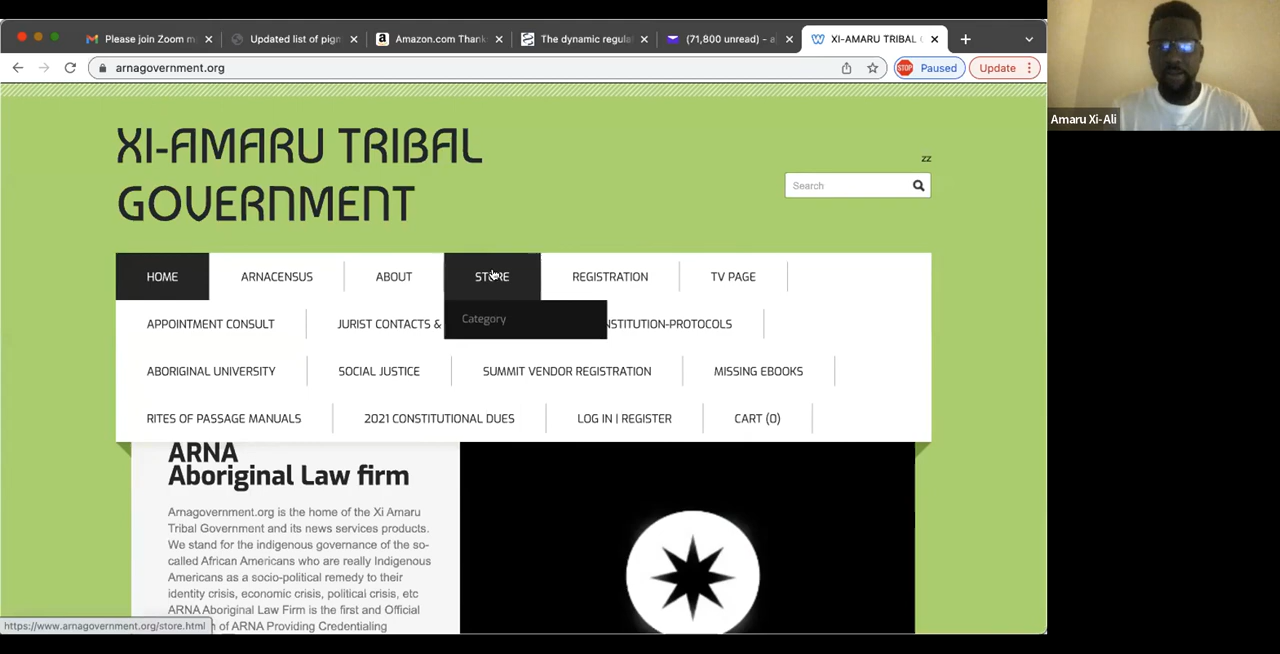 Please join Zoom m
Updated list of pign
Amazon.com Thank
The dynamic regula
(71,800 unread) - a
XI-AMARU TRIBAL
arnagovernment.org
STOP
Paused
Update
Amaru Xi-Ali
XI-AMARU TRIBAL
GOVERNMENT
zz
Search
HOME
ARNACENSUS
ABOUT
STORE
REGISTRATION
TV PAGE
Category
APPOINTMENT CONSULT
JURIST CONTACTS &
NSTITUTION-PROTOCOLS
ABORIGINAL UNIVERSITY
SOCIAL JUSTICE
SUMMIT VENDOR REGISTRATION
MISSING EBOOKS
RITES OF PASSAGE MANUALS
2021 CONSTITUTIONAL DUES
LOG IN | REGISTER
CART (0)
ARNA
Aboriginal Law firm
Arnagovernment.org is the home of the Xi Amaru
Tribal Government and its news services products.
We stand for the indigenous governance of the so-
called African Americans who are really Indigenous
Americans as a socio-political remedy to their
identity crisis, economic crisis, political crisis, etc
ARNA Aboriginal Law Firm is the first and Official
of ARNA Providing Credentialing
https://www.arnagovernment.org/store.html